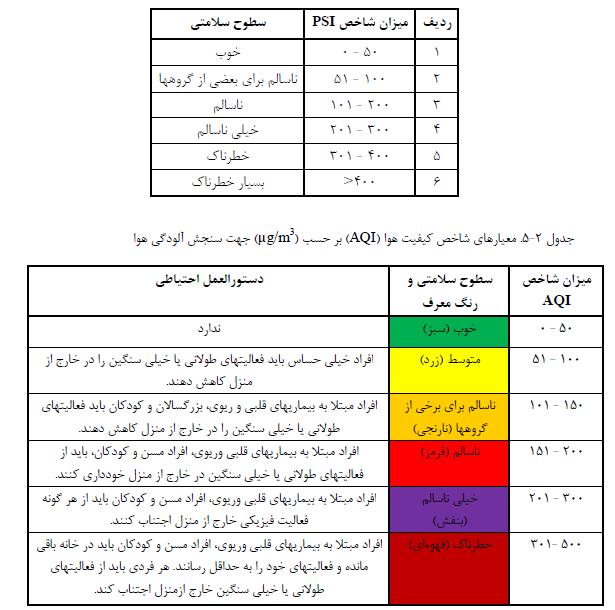 ردیف میزان شاخص PSI سطوح سلامتی
۱ ۰ – ۵۰ خوب
۲ ۵۱ – ۱۰۰ ناسالم برای بعضی از گروهها
۳ ۱۰۱ – ۲۰۰ ناسالم
۴ ۲۰۱ – ۳۰۰ خیلی ناسالم
۵ ۳۰۱ – ۴۰۰ خطرناک
۶ >۴۰۰ بسیار خطرناک
جدول ۲-۵. معیارهای شاخص کیفیت هوا (AQI) بر حسب (µg/m³) جهت سنجش آلودگی هوا
میزان شاخص
AQI
سطوح سلامتی و
رنگ معرف
دستورالعمل احتیاطی
۰ – ۵۰
خوب (سبز)
ندارد
۵۱ – ۱۰۰
متوسط (زرد)
افراد خیلی حساس باید فعالیتهای طولانی یا خیلی سنگین را در خارج از
منزل کاهش دهند.
۱۰۱ – ۱۵۰
ناسالم برای برخی از
گروهها (نارنجی)
افراد مبتلا به بیماریهای قلبی و ریوی، بزرگسالان و کودکان باید فعالیتهای
طولانی یا خیلی سنگین را در خارج از منزل کاهش دهند.
۱۵۱ – ۲۰۰
ناسالم (قرمز)
افراد مبتلا به بیماریهای قلبی وریوی، افراد مسن و کودکان، باید از
فعالیتهای طولانی یا خیلی سنگین در خارج از منزل خودداری کنند.
۲۰۱ – ۳۰۰
خیلی ناسالم
(بنفش)
افراد مبتلا به بیماریهای قلبی وریوی، افراد مسن و کودکان باید از هر گونه
فعالیت فیزیکی خارج از منزل اجتناب کنند.
۳۰۱- ۵۰۰
خطرناک (قهوه‌ای)
افراد مبتلا به بیماریهای قلبی وریوی، افراد مسن و کودکان باید در خانه باقی
مانده و فعالیتهای خود را به حداقل رسانند. هر فردی باید از فعالیتهای
طولانی یا خیلی سنگین خارج ازمنزل اجتناب کند.